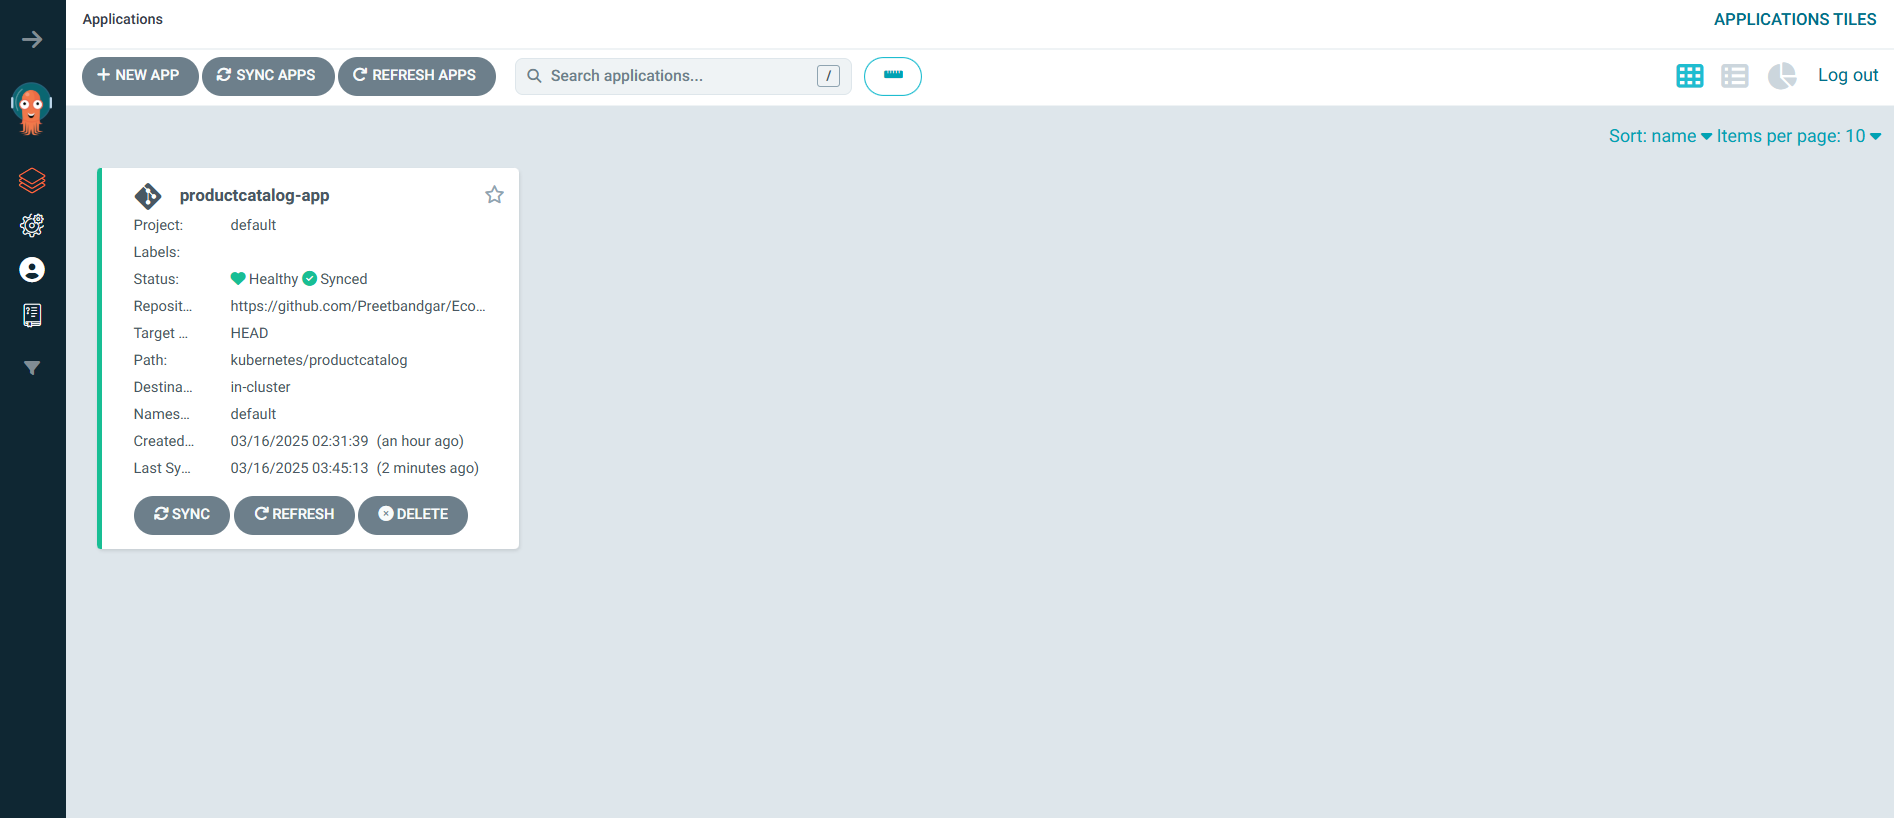 Applications
APPLICATIONS TILES
NEW APP
SYNC APPS
REFRESH APPS
Search applications...
/
Log out
Sort: name
Items per page: 10
productcatalog-app
Project: default
Labels:
Status: Healthy Synced
Reposit... https://github.com/Preetbandgar/Eco...
Target ... HEAD
Path: kubernetes/productcatalog
Destina... in-cluster
Names... default
Created... 03/16/2025 02:31:39 (an hour ago)
Last Sy... 03/16/2025 03:45:13 (2 minutes ago)
SYNC
REFRESH
DELETE